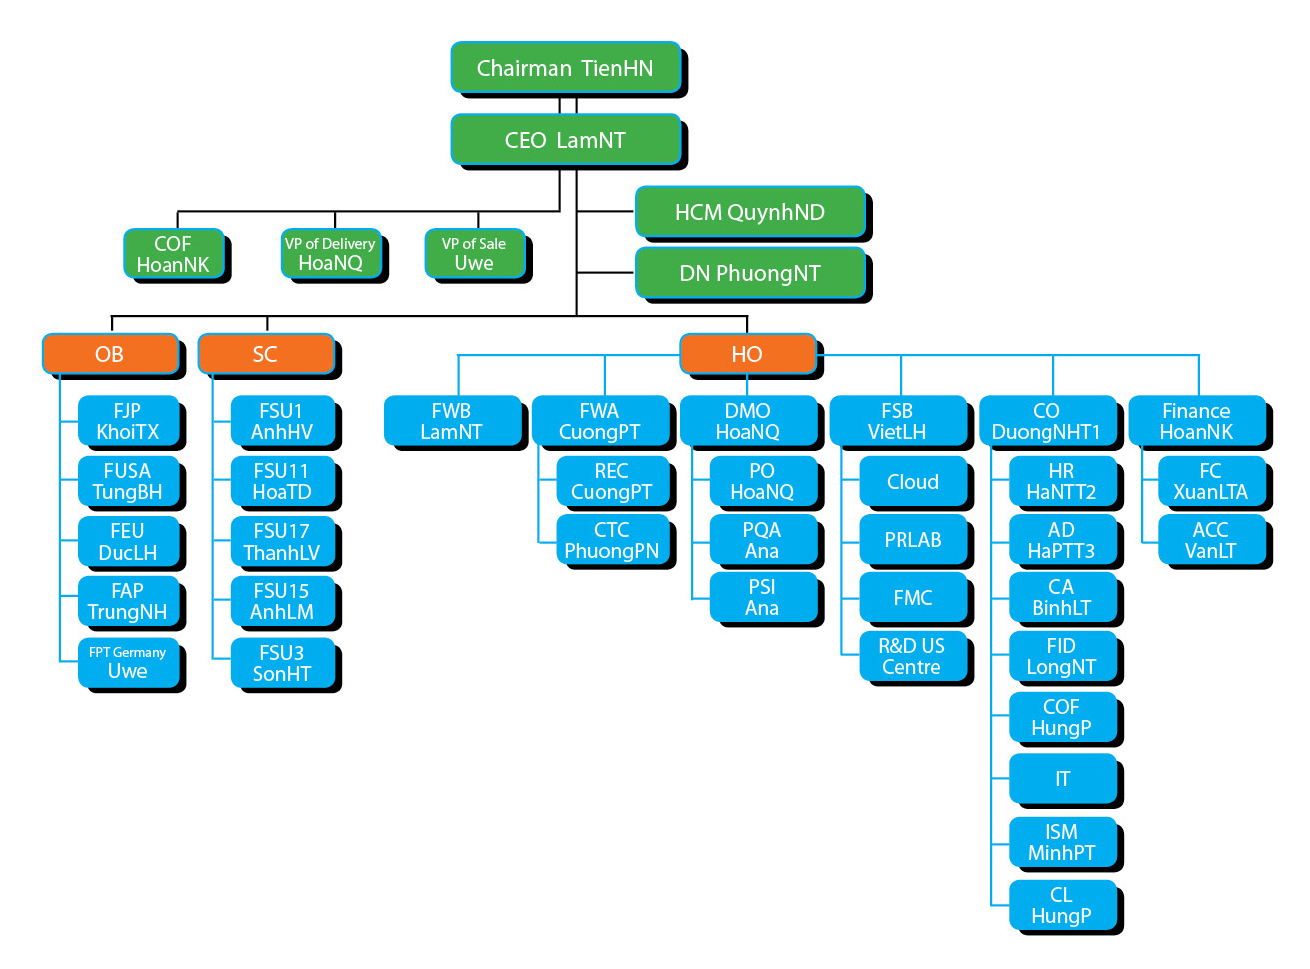 Chairman TienHN
CEO LamNT
HCM QuynhND
DN PhuongNT
COF
HoanNK
VP of Delivery
HoaNQ
VP of Sale
Uwe
OB
FJP
KhoiTX
FUSA
TungBH
FEU
DucLH
FAP
TrungNH
FPT Germany
Uwe
SC
FSU1
AnhHV
FSU11
HoaTD
FSU17
ThanhLV
FSU15
AnhLM
FSU3
SonHT
HO
FWB
LamNT
FWA
CuongPT
REC
CuongPT
CTC
PhuongPN
DMO
HoaNQ
PO
HoaNQ
PQA
Ana
PSI
Ana
FSB
VietLH
Cloud
PRLAB
FMC
R&D US
Centre
CO
DuongNHT1
HR
HaNTT2
AD
HaPTT3
CA
BinhLT
FID
LongNT
COF
HungP
IT
ISM
MinhPT
CL
HungP
Finance
HoanNK
FC
XuanLTA
ACC
VanLT